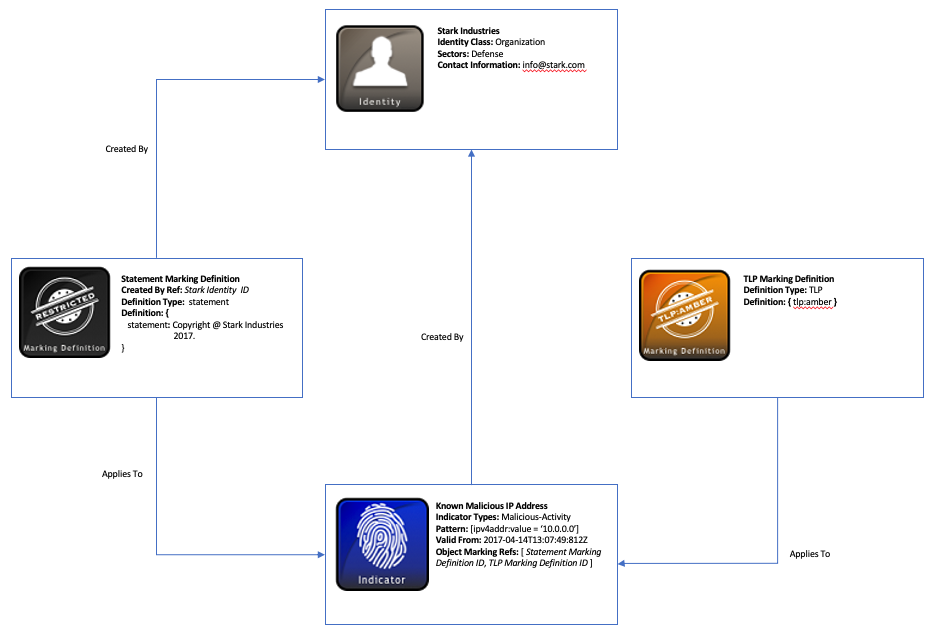 Stark Industries
Identity Class: Organization
Sectors: Defense
Contact Information: info@stark.com
Identity
Created By
RESTRICTED
Marking Definition
Statement Marking Definition
Created By Ref: Stark Identity ID
Definition Type: statement
Definition: {
statement: Copyright @ Stark Industries
2017.
}
Created By
TLP:AMBER
Marking Definition
TLP Marking Definition
Definition Type: TLP
Definition: { tlp:amber }
Applies To
Indicator
Known Malicious IP Address
Indicator Types: Malicious-Activity
Pattern: [ipv4addr:value = ‘10.0.0.0’]
Valid From: 2017-04-14T13:07:49:812Z
Object Marking Refs: [ Statement Marking
Definition ID, TLP Marking Definition ID ]
Applies To